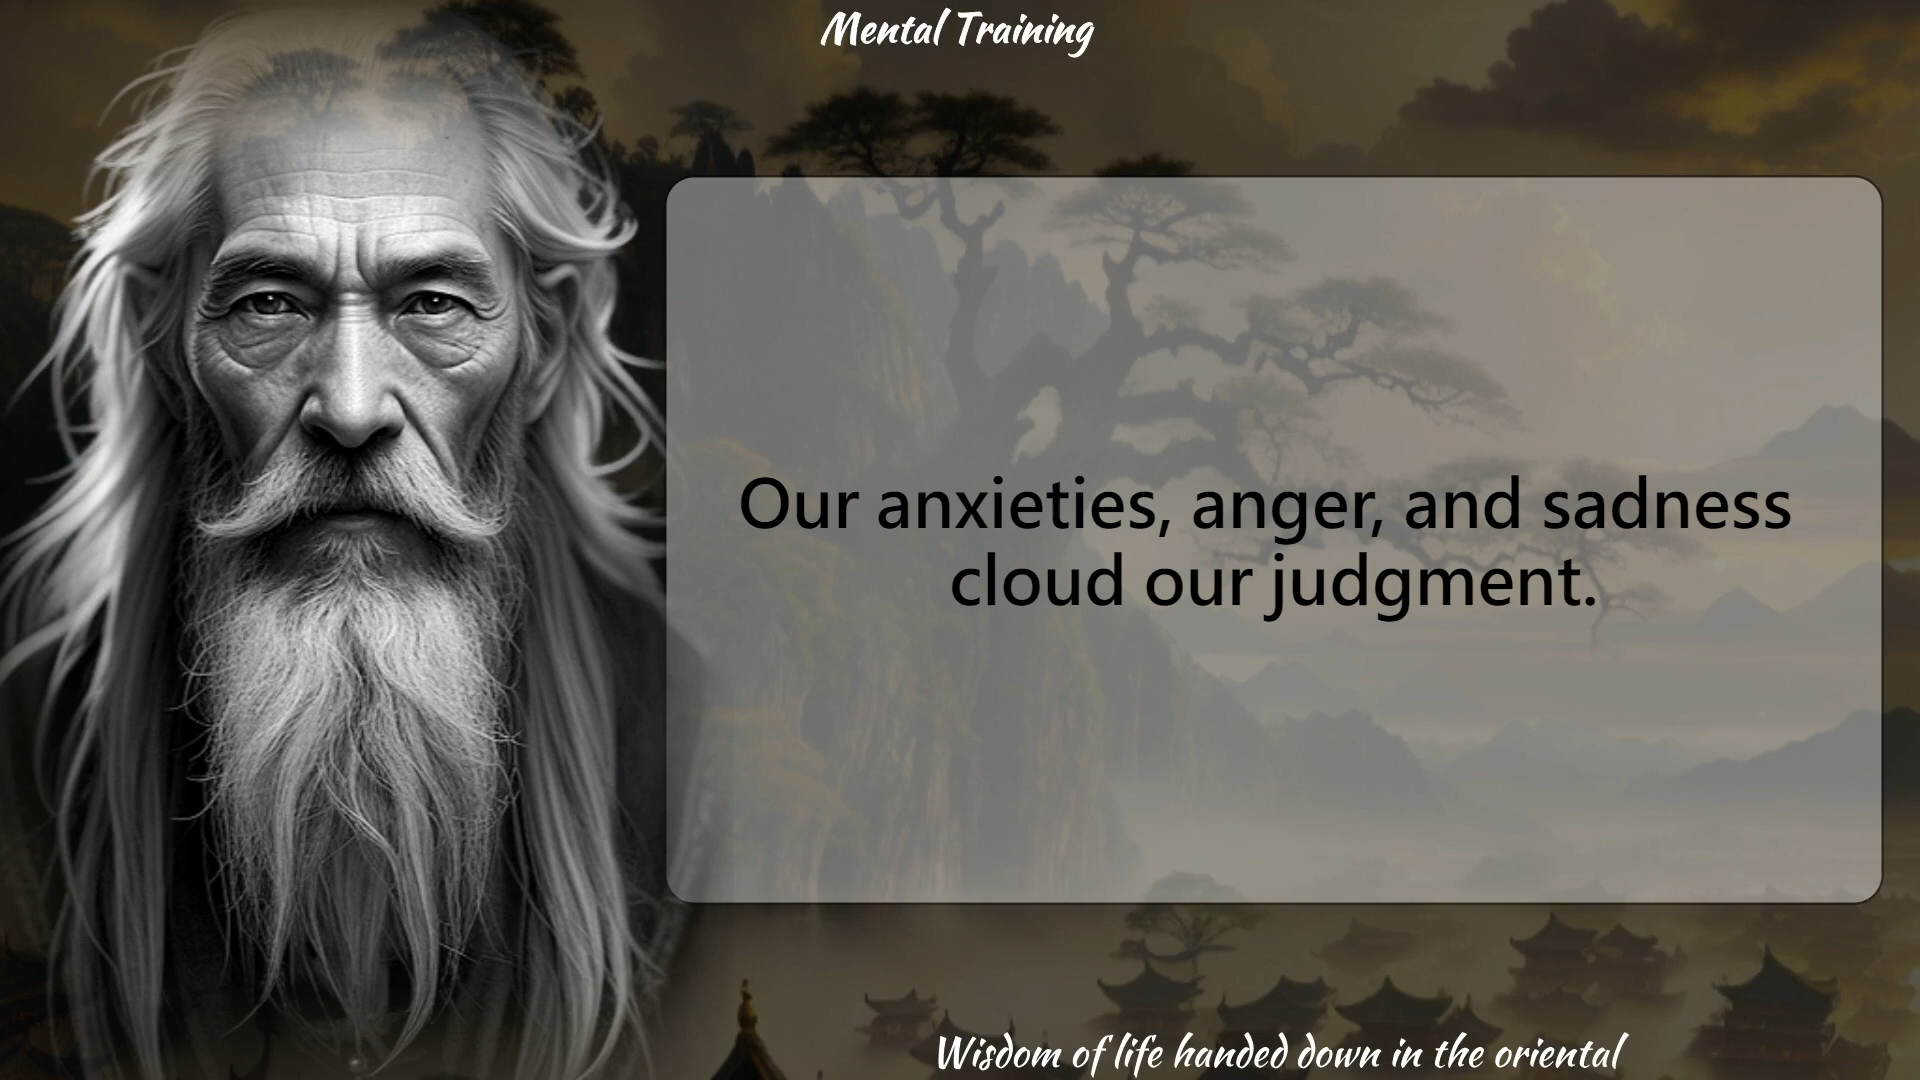 Mental Training
Our anxieties, anger, and sadness
cloud our judgment.
Wisdom of life handed down in the oriental